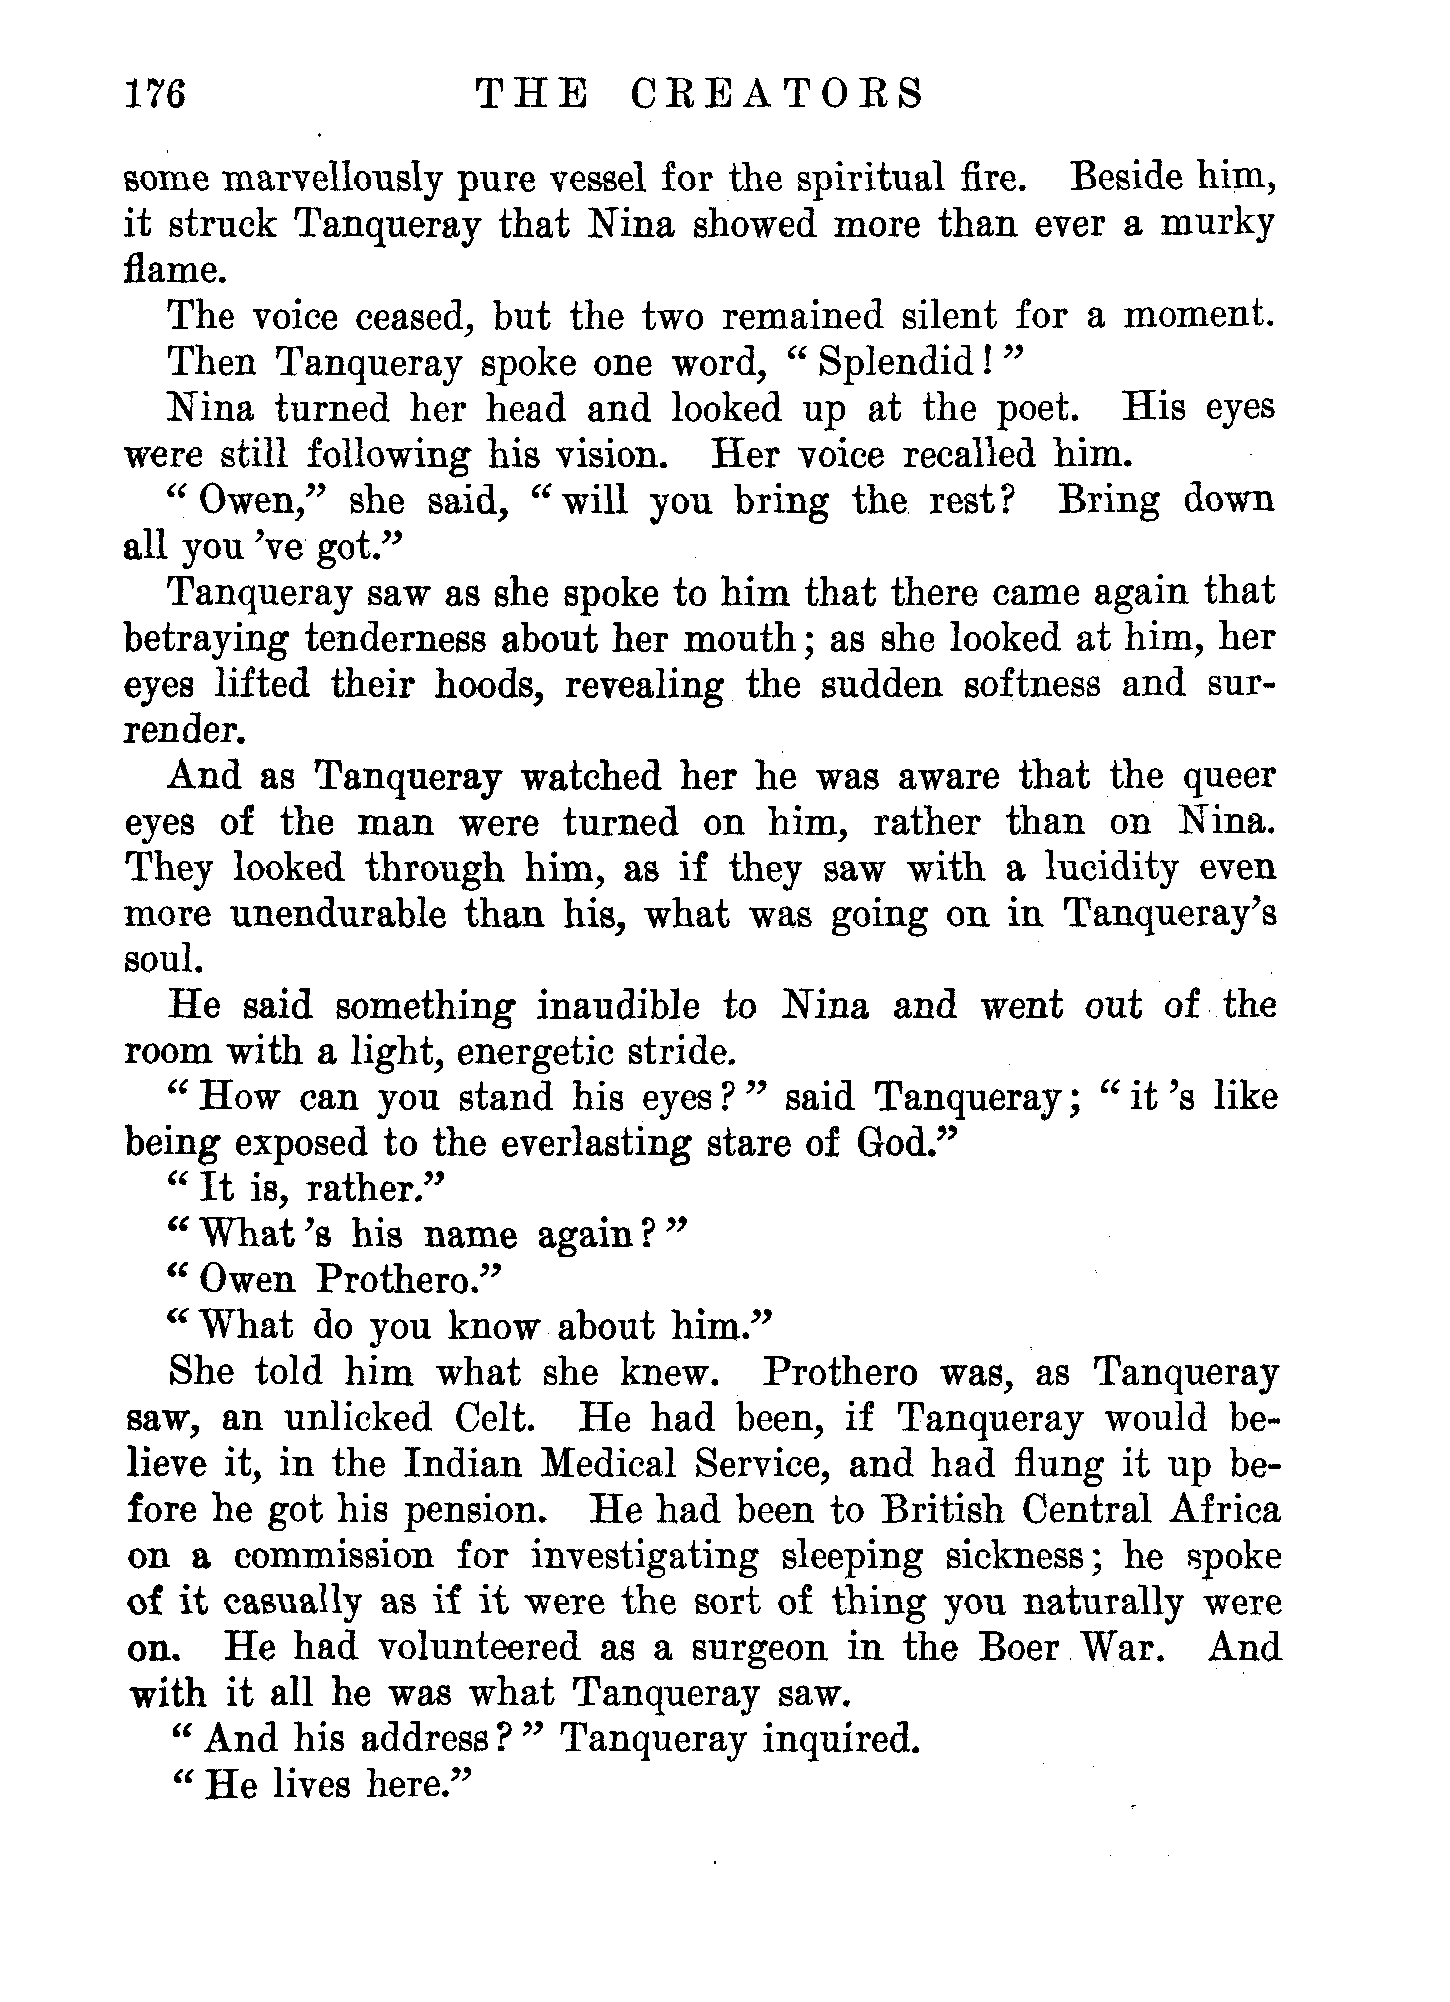 176 THE CREATORS
some marvellously pure vessel for the spiritual fire. Beside him,
it struck Tanqueray that Nina showed more than ever a murky
flame.
The voice ceased, but the two remained silent for a moment.
Then Tanqueray spoke one word, “ Splendid! ”
Nina turned her head and looked up at the poet. His eyes
were still following his vision. Her voice recalled him.
“ Owen,” she said, “ will you bring the rest? Bring down
all you 've got.”
Tanqueray saw as she spoke to him that there came again that
betraying tenderness about her mouth; as she looked at him, her
eyes lifted their hoods, revealing the sudden softness and sur-
render.
And as Tanqueray watched her he was aware that the queer
eyes of the man were turned on him, rather than on Nina.
They looked through him, as if they saw with a lucidity even
more unendurable than his, what was going on in Tanqueray's
soul.
He said something inaudible to Nina and went out of the
room with a light, energetic stride.
“ How can you stand his eyes? ” said Tanqueray; “ it 's like
being exposed to the everlasting stare of God.”
“ It is, rather.”
“ What 's his name again? ”
“ Owen Prothero.”
“ What do you know about him.”
She told him what she knew. Prothero was, as Tanqueray
saw, an unlicked Celt. He had been, if Tanqueray would be-
lieve it, in the Indian Medical Service, and had flung it up be-
fore he got his pension. He had been to British Central Africa
on a commission for investigating sleeping sickness; he spoke
of it casually as if it were the sort of thing you naturally were
on. He had volunteered as a surgeon in the Boer War. And
with it all he was what Tanqueray saw.
“ And his address? ” Tanqueray inquired.
“ He lives here.”